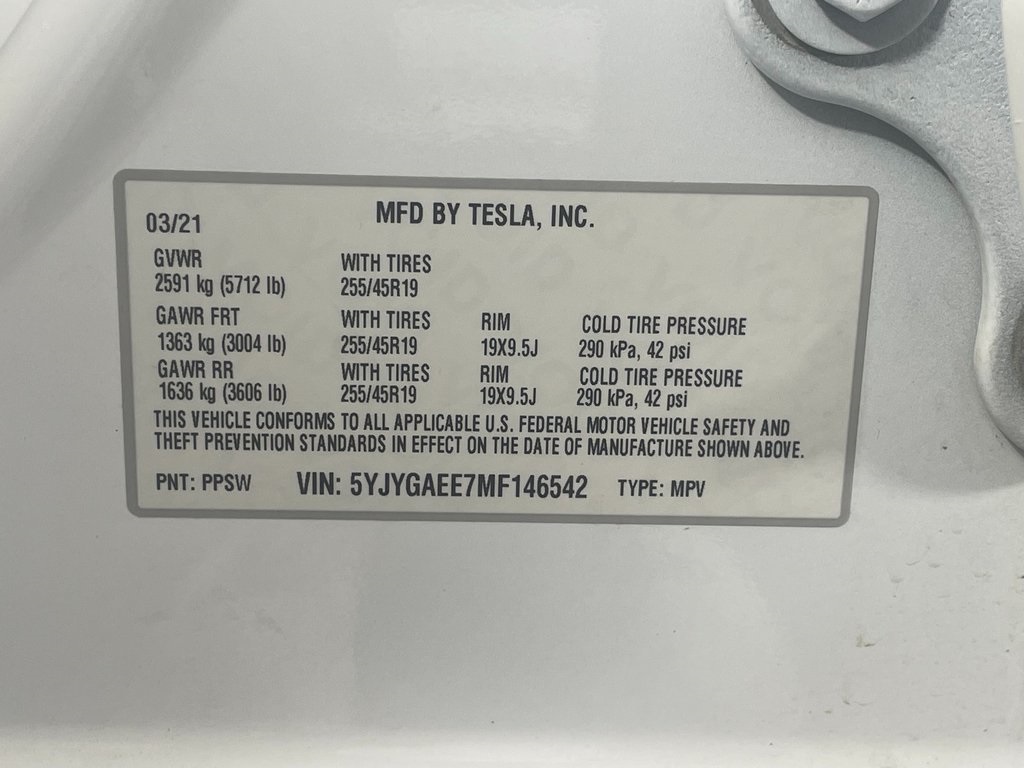 03/21 MFD BY TESLA, INC.
GVWR WITH TIRES
2591 kg (5712 lb) 255/45R19
GAWR FRT WITH TIRES RIM COLD TIRE PRESSURE
1363 kg (3004 lb) 255/45R19 19X9.5J 290 kPa, 42 psi
GAWR RR WITH TIRES RIM COLD TIRE PRESSURE
1636 kg (3606 lb) 255/45R19 19X9.5J 290 kPa, 42 psi
THIS VEHICLE CONFORMS TO ALL APPLICABLE U.S. FEDERAL MOTOR VEHICLE SAFETY AND
THEFT PREVENTION STANDARDS IN EFFECT ON THE DATE OF MANUFACTURE SHOWN ABOVE.
PNT: PPSW VIN: 5YJYGAEE7MF146542 TYPE: MPV